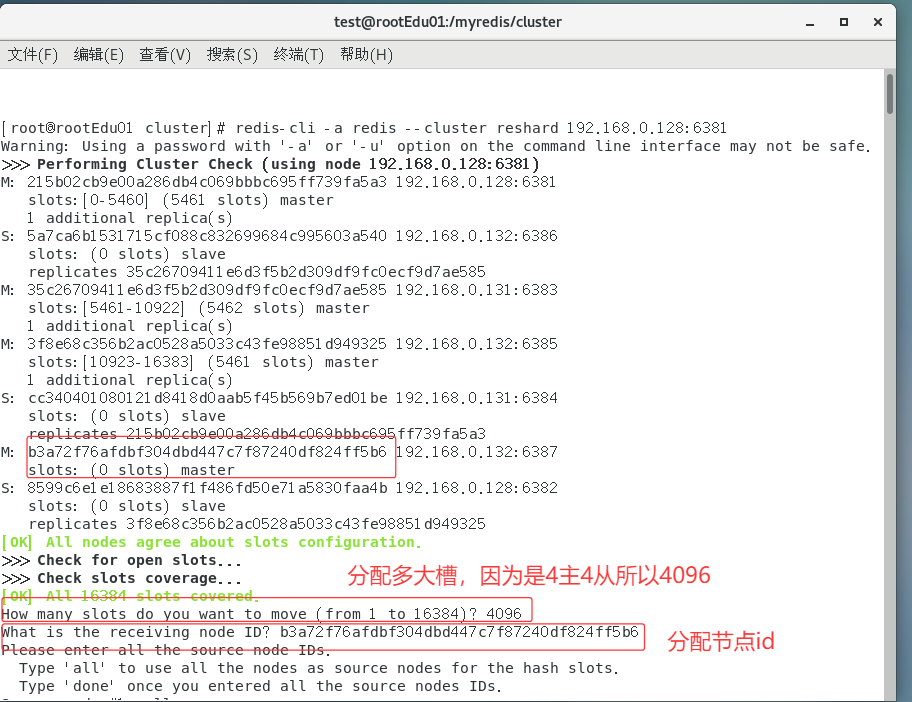 test@rootEdu01:/myredis/cluster
文件(F) 编辑(E) 查看(V) 搜索(S) 终端(T) 帮助(H)
[root@rootEdu01 cluster]# redis-cli -a redis --cluster reshard 192.168.0.128:6381
Warning: Using a password with '-a' or '-u' option on the command line interface may not be safe.
>>> Performing Cluster Check (using node 192.168.0.128:6381)
M: 215b02cb9e00a286db4c069bbbc695ff739fa5a3 192.168.0.128:6381
slots:[0-5460] (5461 slots) master
1 additional replica(s)
S: 5a7ca6b1531715cf088c832699684c995603a540 192.168.0.132:6386
slots: (0 slots) slave
replicates 35c26709411e6d3f5b2d309df9fc0ecf9d7ae585
M: 35c26709411e6d3f5b2d309df9fc0ecf9d7ae585 192.168.0.131:6383
slots:[5461-10922] (5462 slots) master
1 additional replica(s)
M: 3f8e68c356b2ac0528a5033c43fe98851d949325 192.168.0.132:6385
slots:[10923-16383] (5461 slots) master
1 additional replica(s)
S: cc340401080121d8418d0aab5f45b569b7ed01be 192.168.0.131:6384
slots: (0 slots) slave
replicates 215b02cb9e00a286db4c069bbbc695ff739fa5a3
M: b3a72f76afdbf304dbd447c7f87240df824ff5b6 192.168.0.132:6387
slots: (0 slots) master
S: 8599c6e1e18683887f1f486fd50e71a5830faa4b 192.168.0.128:6382
slots: (0 slots) slave
replicates 3f8e68c356b2ac0528a5033c43fe98851d949325
[OK] All nodes agree about slots configuration.
>>> Check for open slots...
>>> Check slots coverage...
分配多大槽，因为是4主4从所以4096
[OK] All 16384 slots covered.
How many slots do you want to move (from 1 to 16384)? 4096
What is the receiving node ID? b3a72f76afdbf304dbd447c7f87240df824ff5b6
分配节点id
Please enter all the source node IDs.
Type 'all' to use all the nodes as source nodes for the hash slots.
Type 'done' once you entered all the source nodes IDs.